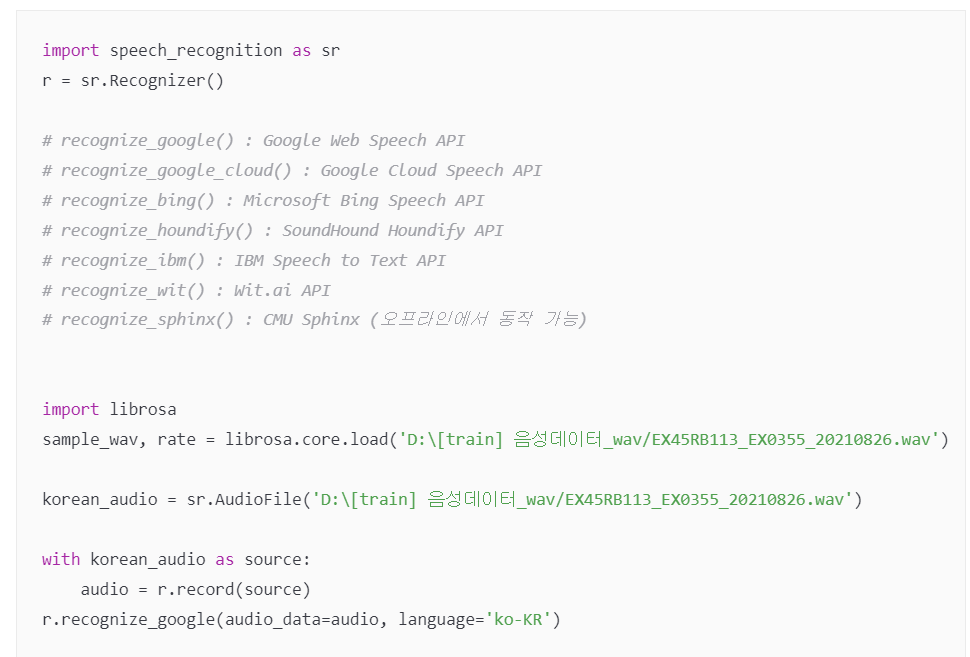 import speech_recognition as sr
r = sr.Recognizer()
# recognize_google() : Google Web Speech API
# recognize_google_cloud() : Google Cloud Speech API
# recognize_bing() : Microsoft Bing Speech API
# recognize_houndify() : SoundHound Houndify API
# recognize_ibm() : IBM Speech to Text API
# recognize_wit() : Wit.ai API
# recognize_sphinx() : CMU Sphinx (오프라인에서 동작 가능)
import librosa
sample_wav, rate = librosa.core.load('D:\[train] 음성데이터_wav/EX45RB113_EX0355_20210826.wav')
korean_audio = sr.AudioFile('D:\[train] 음성데이터_wav/EX45RB113_EX0355_20210826.wav')
with korean_audio as source:
    audio = r.record(source)
r.recognize_google(audio_data=audio, language='ko-KR')